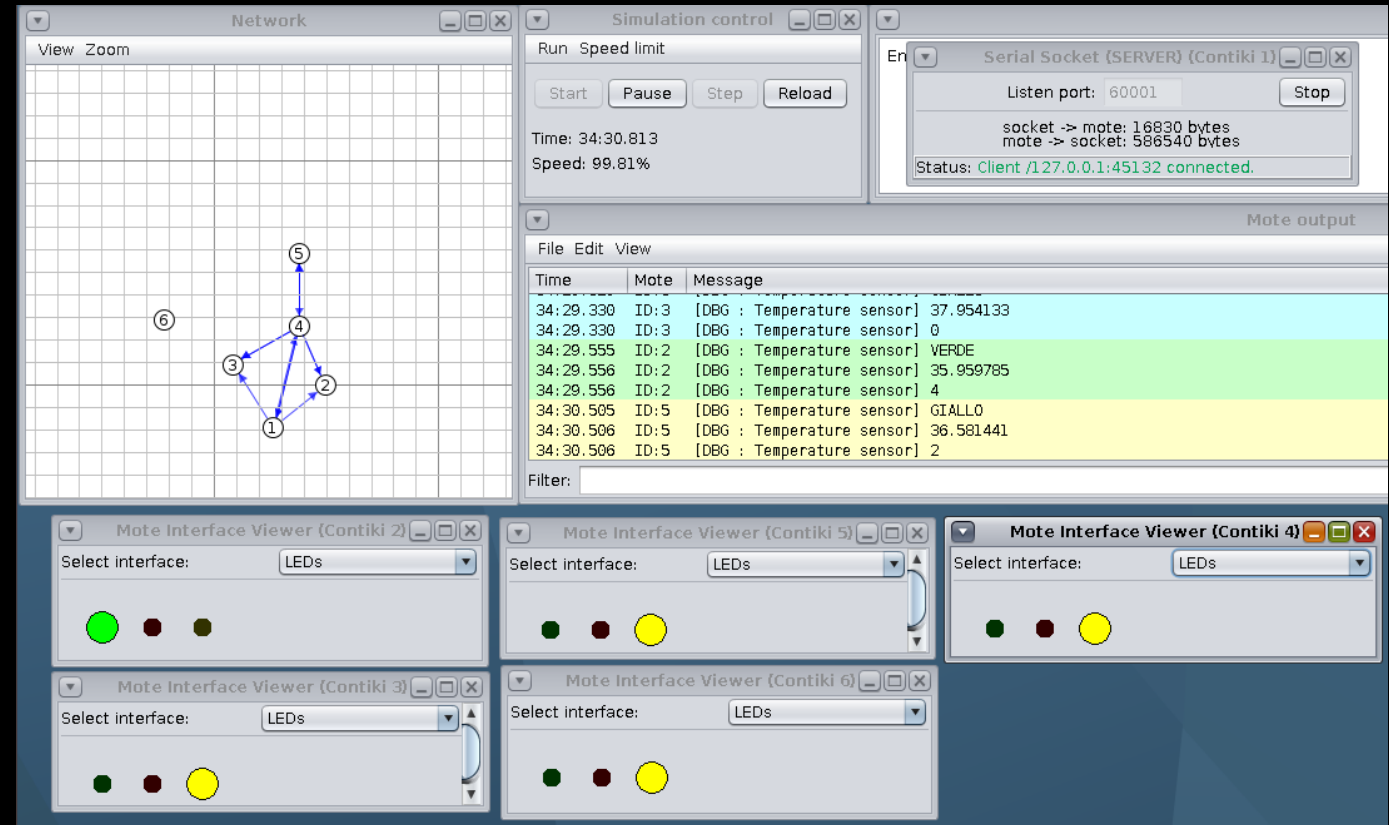 Network
View Zoom
5
6
4
3
2
1
Simulation control
Run Speed limit
Start Pause Step Reload
Time: 34:30.813
Speed: 99.81%
En
Serial Socket (SERVER) (Contiki 1)
Listen port: 60001 Stop
socket -> mote: 16830 bytes
mote -> socket: 586540 bytes
Status: Client /127.0.0.1:45132 connected.
Mote output
File Edit View
Time Mote Message
34:29.330 ID:3 [DBG : Temperature sensor] 37.954133
34:29.330 ID:3 [DBG : Temperature sensor] 0
34:29.555 ID:2 [DBG : Temperature sensor] VERDE
34:29.556 ID:2 [DBG : Temperature sensor] 35.959785
34:29.556 ID:2 [DBG : Temperature sensor] 4
34:30.505 ID:5 [DBG : Temperature sensor] GIALLO
34:30.506 ID:5 [DBG : Temperature sensor] 36.581441
34:30.506 ID:5 [DBG : Temperature sensor] 2
Filter:
Mote Interface Viewer (Contiki 2)
Select interface: LEDs
Mote Interface Viewer (Contiki 5)
Select interface: LEDs
Mote Interface Viewer (Contiki 4)
Select interface: LEDs
Mote Interface Viewer (Contiki 3)
Select interface: LEDs
Mote Interface Viewer (Contiki 6)
Select interface: LEDs